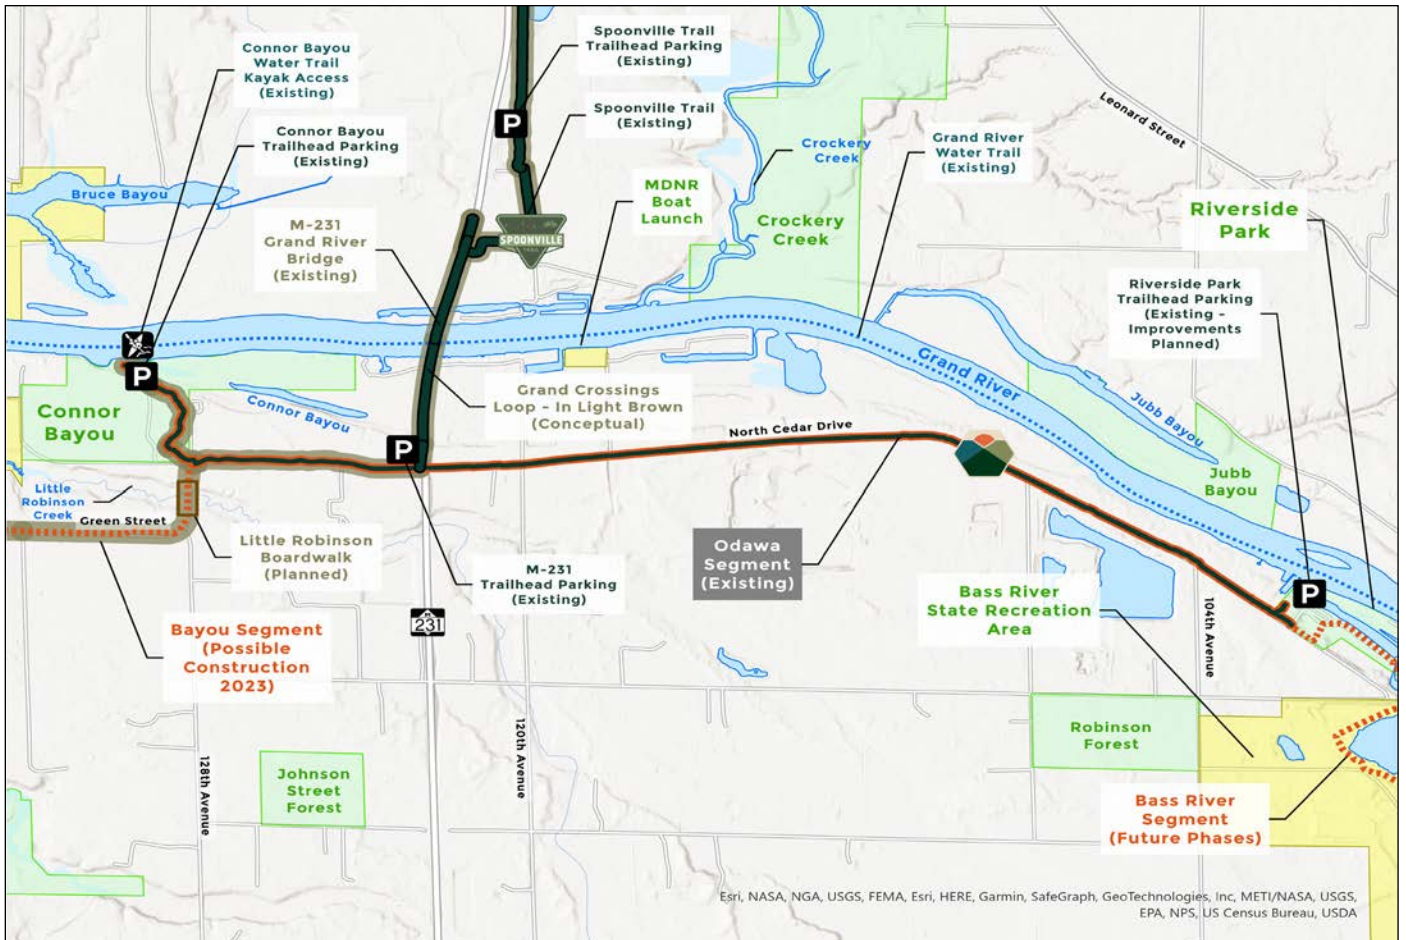 Connor Bayou
Water Trail
Kayak Access
(Existing)
Spoonville Trail
Trailhead Parking
(Existing)
Connor Bayou
Trailhead Parking
(Existing)
P
Spoonville Trail
(Existing)
Leonard Street
Crockery
Creek
Grand River
Water Trail
(Existing)
Bruce Bayou
MDNR
Boat
Launch
Crockery
Creek
Riverside
Park
M-231
Grand River
Bridge
(Existing)
SPOONVILLE
Riverside Park
Trailhead Parking
(Existing -
Improvements
Planned)
P
Grand River
Connor
Bayou
Connor Bayou
Grand Crossings
Loop - In Light Brown
(Conceptual)
Jubb Bayou
North Cedar Drive
P
Jubb
Bayou
Little
Robinson
Creek
Green Street
Little Robinson
Boardwalk
(Planned)
M-231
Trailhead Parking
(Existing)
Odawa
Segment
(Existing)
Bass River
State Recreation
Area
P
104th Avenue
M
231
Bayou Segment
(Possible
Construction
2023)
128th Avenue
120th Avenue
Robinson
Forest
Johnson
Street
Forest
Bass River
Segment
(Future Phases)
Esri, NASA, NGA, USGS, FEMA, Esri, HERE, Garmin, SafeGraph, GeoTechnologies, Inc, METI/NASA, USGS,
EPA, NPS, US Census Bureau, USDA